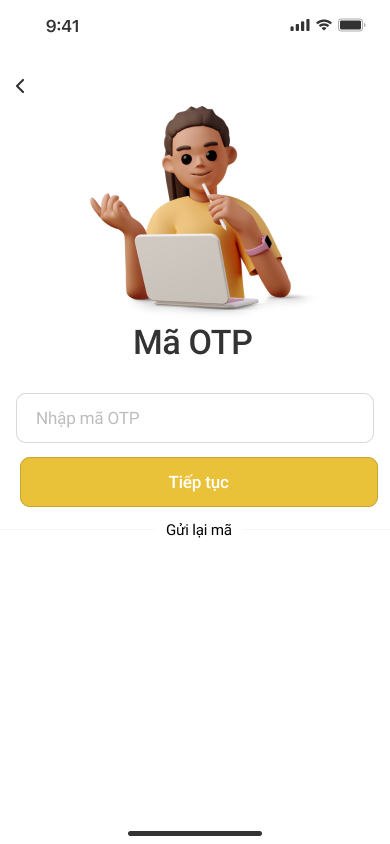 9:41
Mã OTP
Nhập mã OTP
Tiếp tục
Gửi lại mã